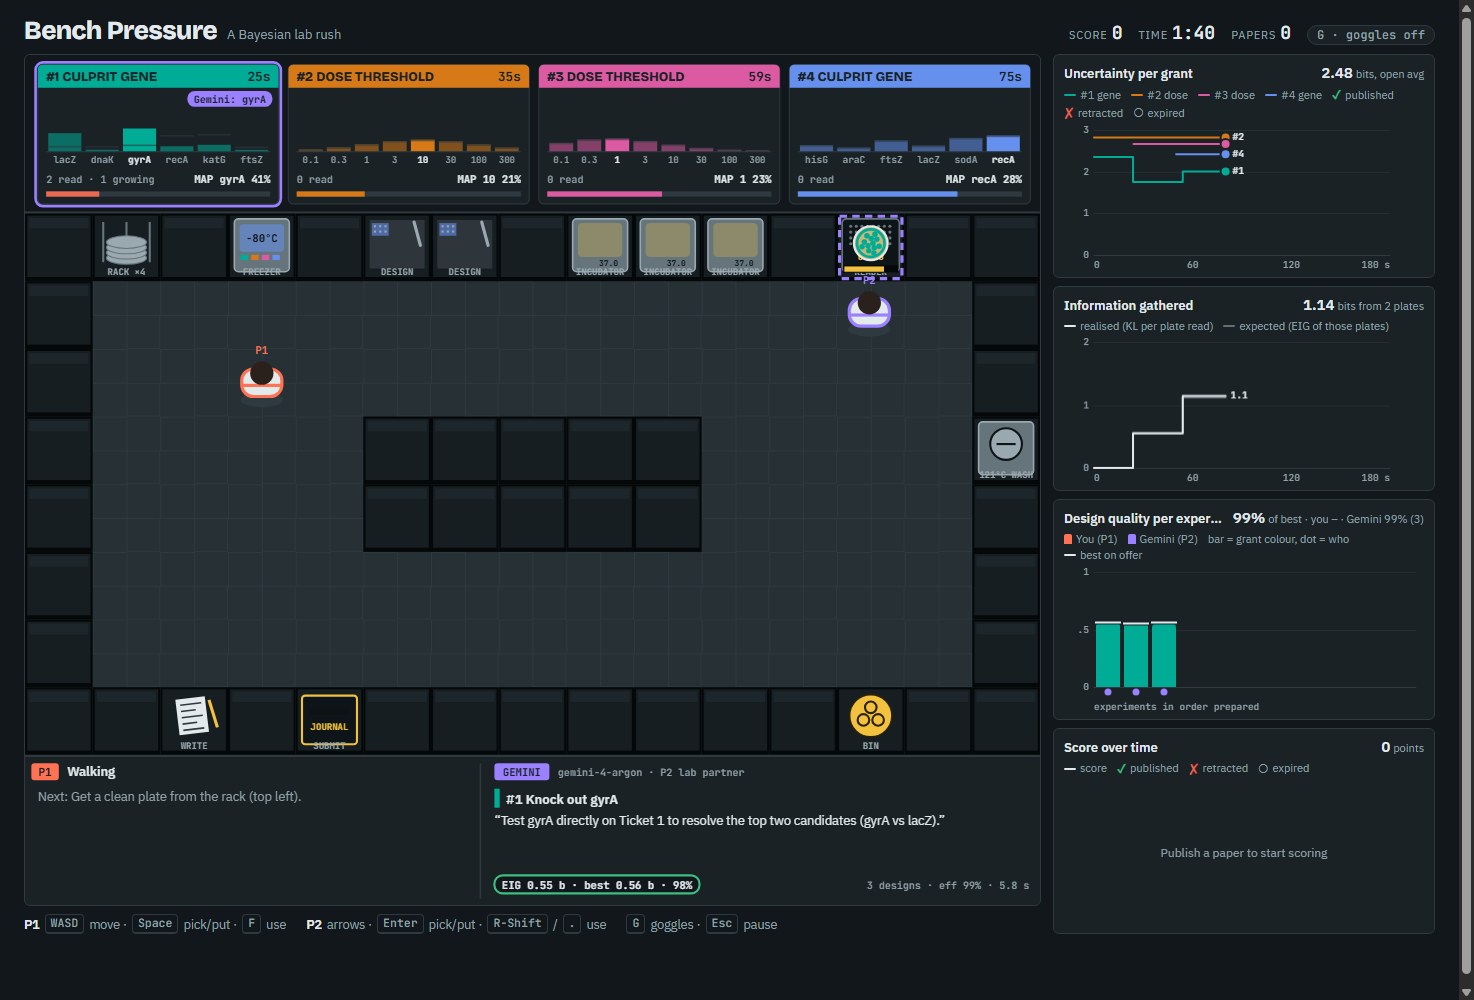 Bench Pressure A Bayesian lab rush
SCORE 0 TIME 1:40 PAPERS 0 G · goggles off
#1 CULPRIT GENE 25s
Gemini: gyrA
lacZ dnaK gyrA recA katG ftsZ
2 read · 1 growing MAP gyrA 41%
#2 DOSE THRESHOLD 35s
0.1 0.3 1 3 10 30 100 300
0 read MAP 10 21%
#3 DOSE THRESHOLD 59s
0.1 0.3 1 3 10 30 100 300
0 read MAP 1 23%
#4 CULPRIT GENE 75s
hisG araC ftsZ lacZ sodA recA
0 read MAP recA 28%
RACK ×4
-80°C
FREEZER
DESIGN
DESIGN
37.0
INCUBATOR
37.0
INCUBATOR
37.0
INCUBATOR
READER
P2
P1
121°C WASH
WRITE
JOURNAL
SUBMIT
BIN
P1 Walking
Next: Get a clean plate from the rack (top left).
GEMINI gemini-4-argon · P2 lab partner
#1 Knock out gyrA
“Test gyrA directly on Ticket 1 to resolve the top two candidates (gyrA vs lacZ).”
EIG 0.55 b · best 0.56 b · 98%
3 designs · eff 99% · 5.8 s
P1 WASD move · Space pick/put · F use P2 arrows · Enter pick/put · R-Shift / . use G goggles · Esc pause
Uncertainty per grant 2.48 bits, open avg
#1 gene #2 dose #3 dose #4 gene ✓ published
✗ retracted expired
3
2
1
0
#2
#4
#1
0 60 120 180 s
Information gathered 1.14 bits from 2 plates
realised (KL per plate read) expected (EIG of those plates)
2
1
0
1.1
0 60 120 180 s
Design quality per exper... 99% of best · you – · Gemini 99% (3)
You (P1) Gemini (P2) bar = grant colour, dot = who
best on offer
1
.5
0
experiments in order prepared
Score over time 0 points
score ✓ published ✗ retracted expired
Publish a paper to start scoring